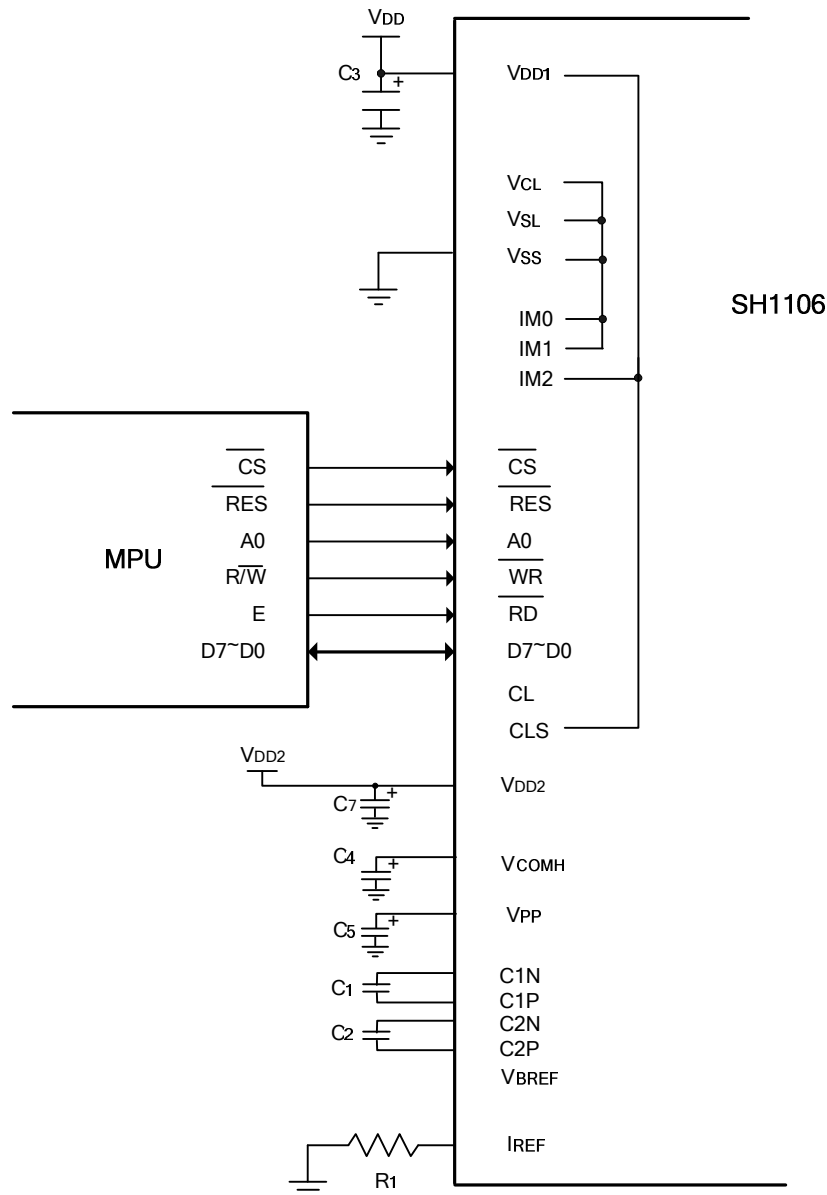 VDD
C3
+
VDD1
VCL
VSL
VSS
IM0
IM1
IM2
SH1106
MPU
CS
RES
A0
R/W
E
D7~D0
CS
RES
A0
WR
RD
D7~D0
CL
CLS
VDD2
C7
+
VDD2
C4
+
VCOMH
C5
+
VPP
C1
C1N
C1P
C2
C2N
C2P
VBREF
R1
IREF